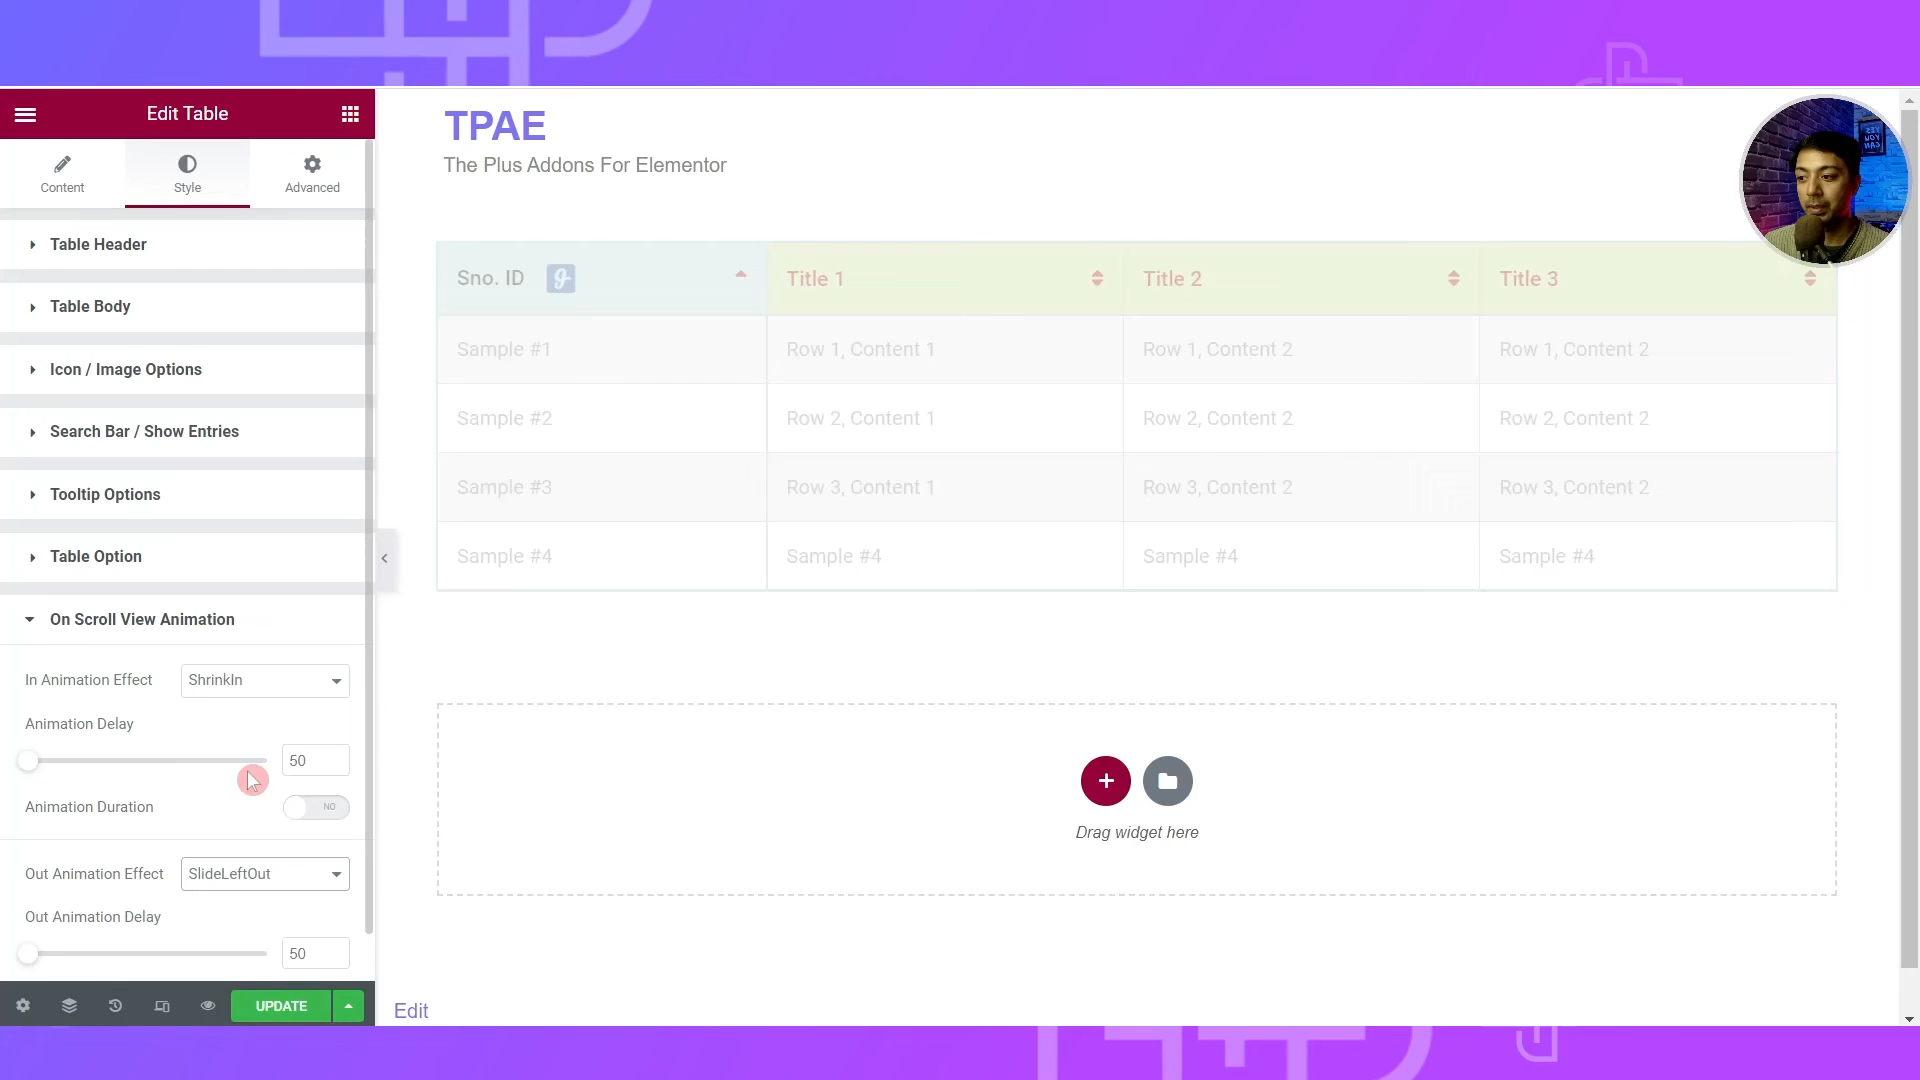 Edit Table
Content
Style
Advanced
Table Header
Table Body
Icon / Image Options
Search Bar / Show Entries
Tooltip Options
Table Option
On Scroll View Animation
In Animation Effect ShrinkIn
Animation Delay
50
Animation Duration NO
Out Animation Effect SlideLeftOut
Out Animation Delay
50
UPDATE
TPAE
The Plus Addons For Elementor
YES
YOU
CAN
Sno. ID Title 1 Title 2 Title 3
Sample #1 Row 1, Content 1 Row 1, Content 2 Row 1, Content 2
Sample #2 Row 2, Content 1 Row 2, Content 2 Row 2, Content 2
Sample #3 Row 3, Content 1 Row 3, Content 2 Row 3, Content 2
Sample #4 Sample #4 Sample #4 Sample #4
Drag widget here
Edit